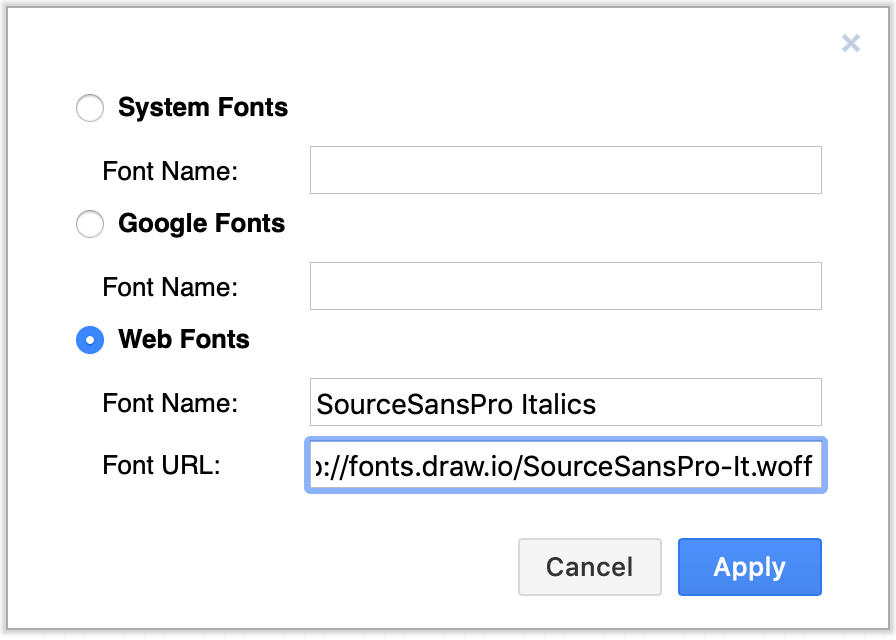 System Fonts
Font Name:
Google Fonts
Font Name:
Web Fonts
Font Name: SourceSansPro Italics
Font URL: ://fonts.draw.io/SourceSansPro-It.woff
Cancel Apply